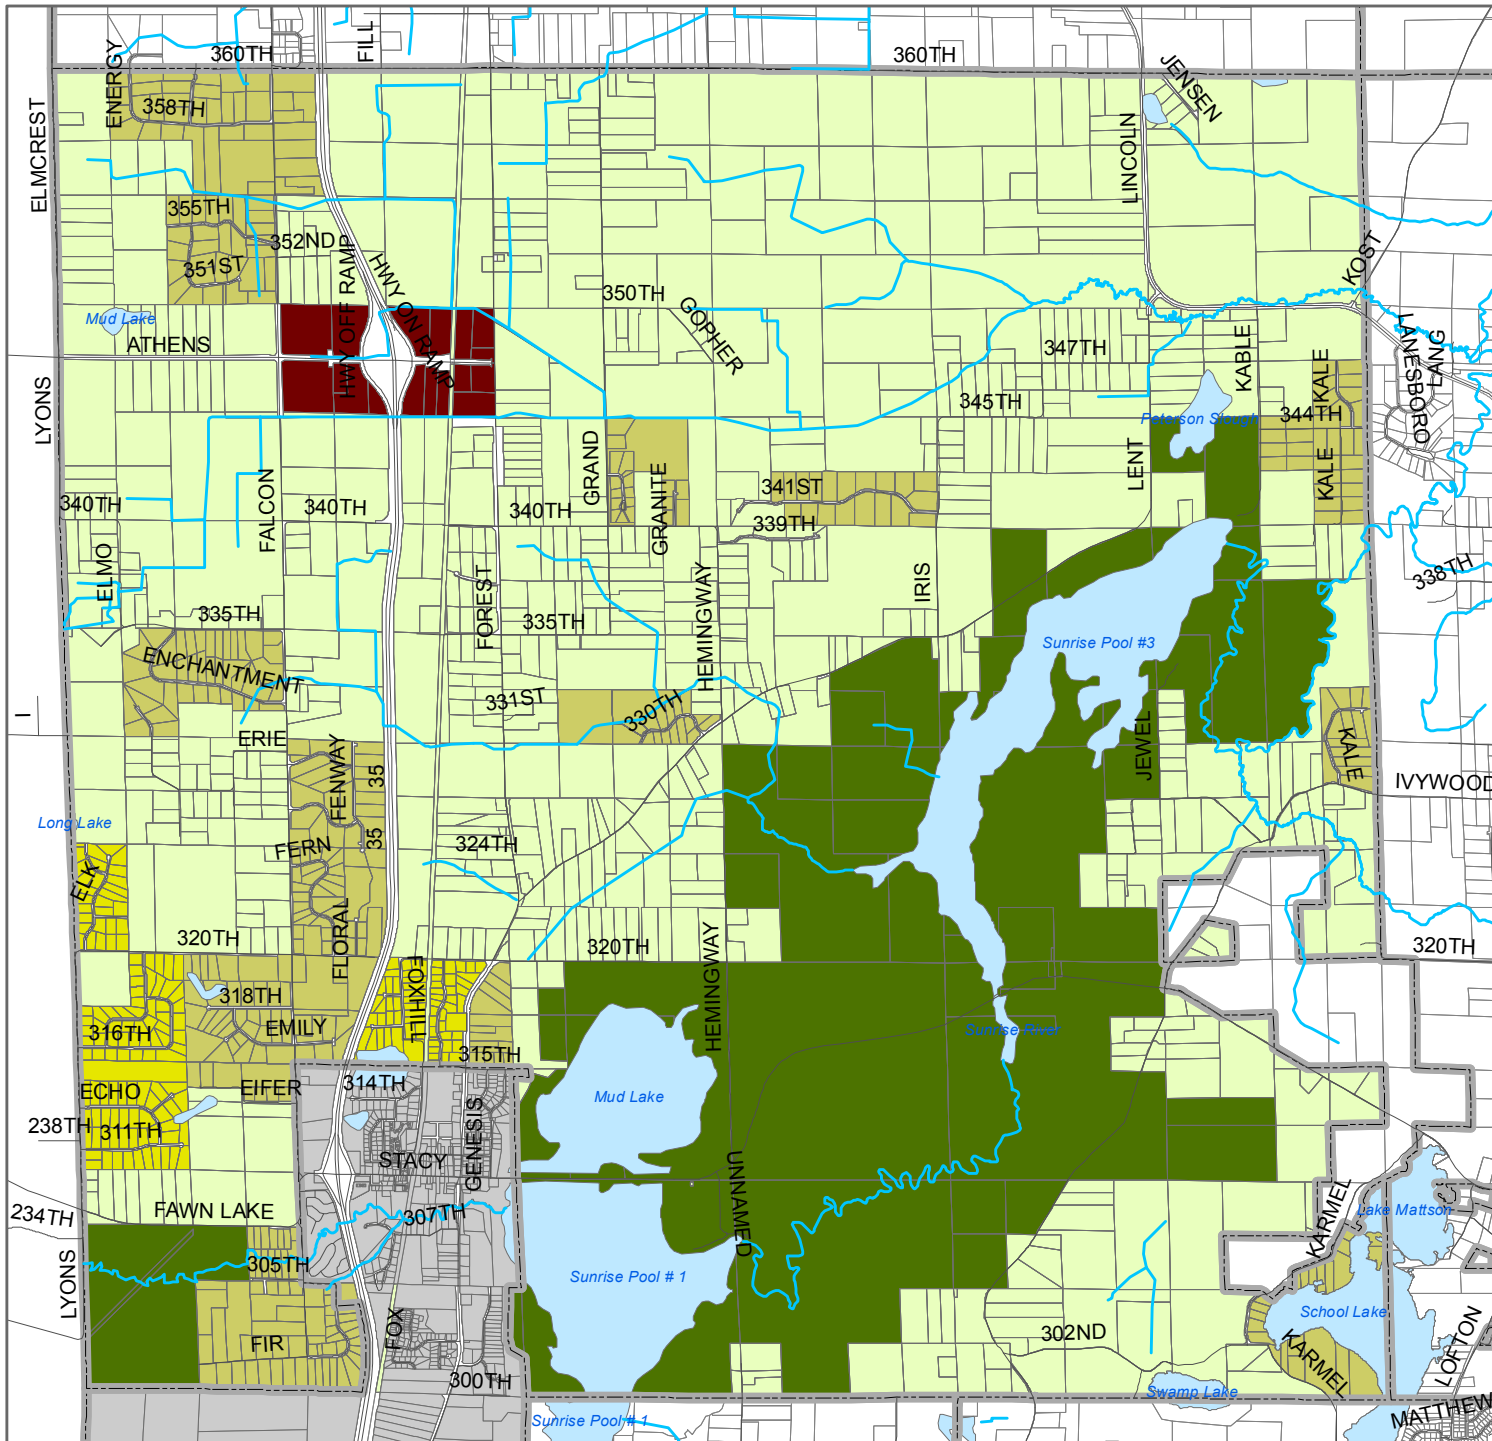 360TH
FILL
360TH
ENERGY
358TH
JENSEN
ELMCREST
LINCOLN
355TH
352ND
351ST
HWY OFF RAMP
HWY ON RAMP
KOST
350TH
GOPHER
Mud Lake
ATHENS
347TH
KABLE
KALE
LANESBORO
LANG
LYONS
345TH
344TH
Peterson Slough
GRAND
GRANITE
LENT
KALE
340TH
FALCON
340TH
340TH
341ST
339TH
ELMO
335TH
FOREST
335TH
HEMINGWAY
IRIS
338TH
Sunrise Pool #3
ENCHANTMENT
331ST
330TH
I
ERIE
FENWAY
35
JEWEL
KALE
IVYWOOD
Long Lake
35
FERN
324TH
ELK
320TH
FLORAL
320TH
HEMINGWAY
320TH
318TH
FOXHILL
316TH
EMILY
315TH
Sunrise River
ECHO
EIFER
314TH
Mud Lake
238TH
311TH
GENESIS
STACY
UNNAMED
234TH
FAWN LAKE
307TH
KARMEL
Lake Mattson
305TH
LYONS
Sunrise Pool # 1
School Lake
FIR
FOX
302ND
KARMEL
LOFTON
300TH
Swamp Lake
Sunrise Pool # 1
MATTHEW